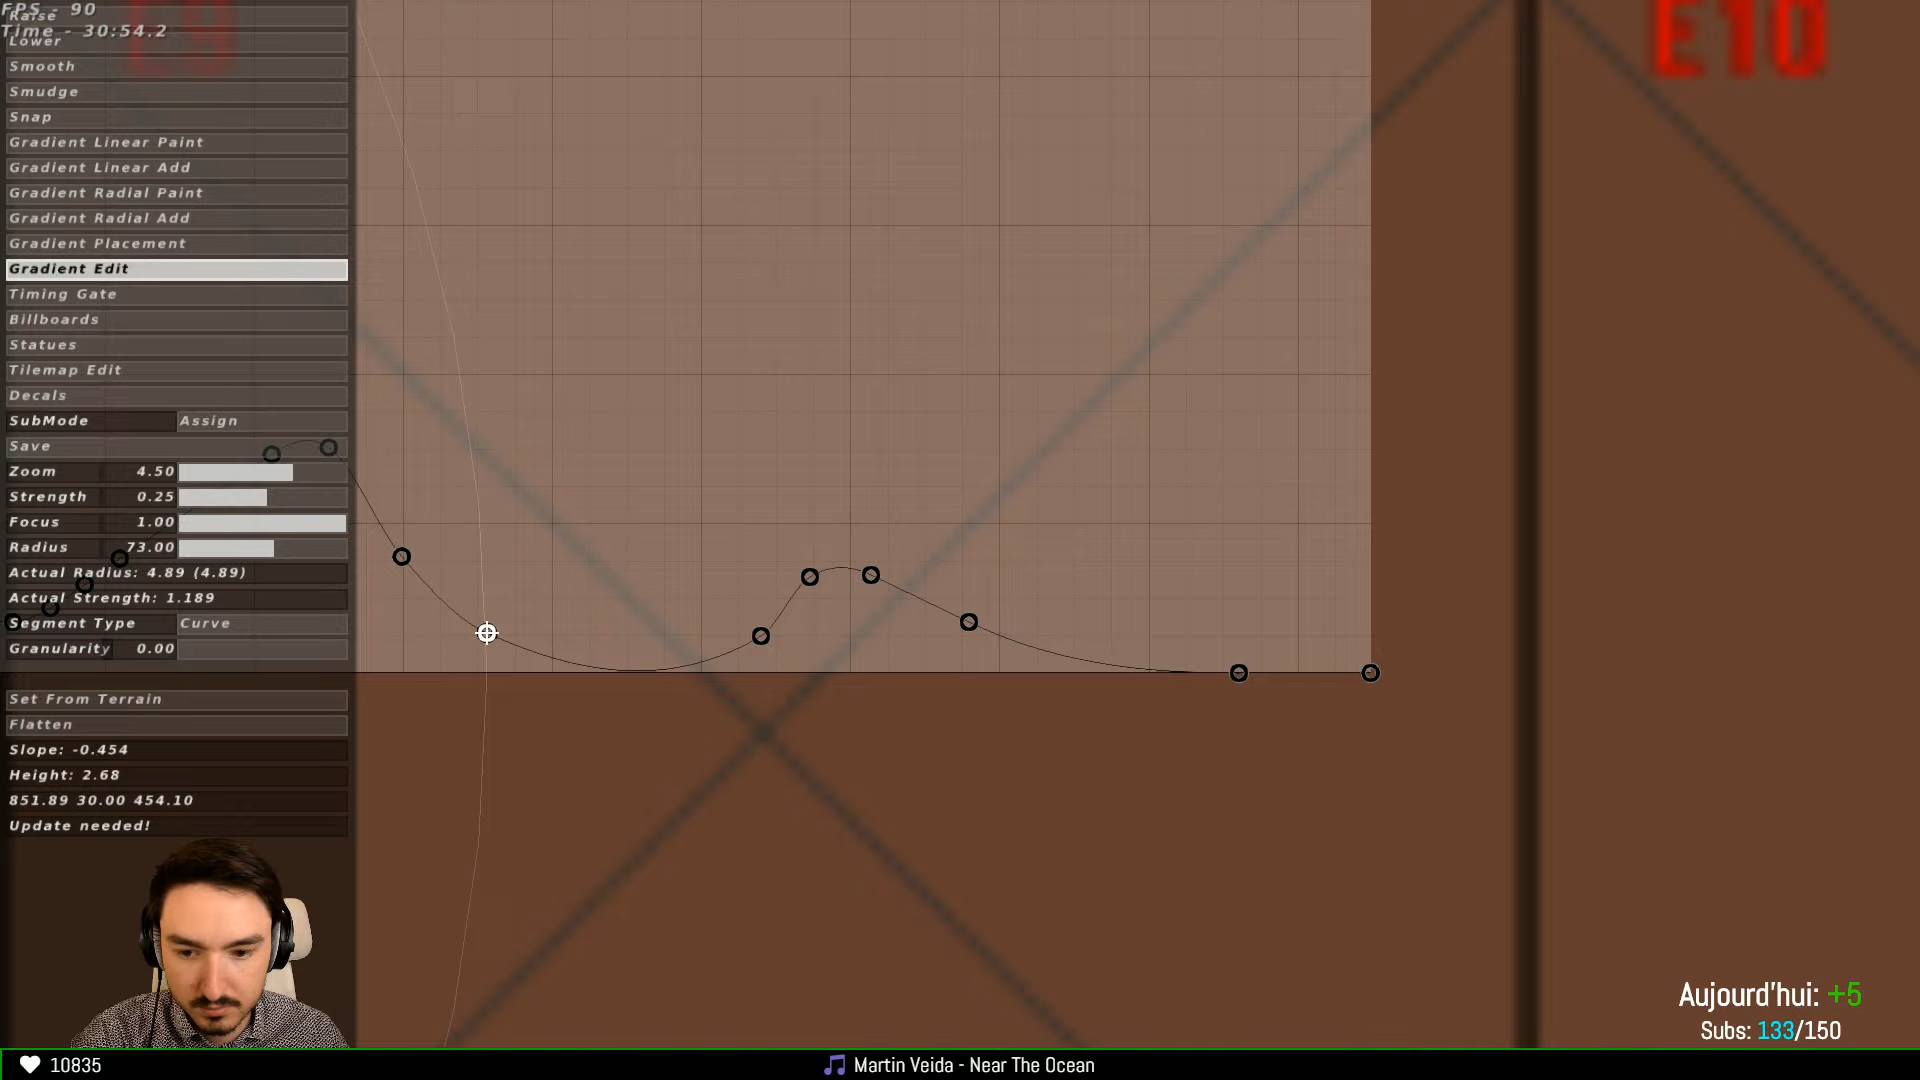 FPS - 90
Raise
Time - 30:54.2
Lower
Smooth
Smudge
Snap
Gradient Linear Paint
Gradient Linear Add
Gradient Radial Paint
Gradient Radial Add
Gradient Placement
Gradient Edit
Timing Gate
Billboards
Statues
Tilemap Edit
Decals
SubMode Assign
Save
Zoom 4.50
Strength 0.25
Focus 1.00
Radius 73.00
Actual Radius: 4.89 (4.89)
Actual Strength: 1.189
Segment Type Curve
Granularity 0.00
Set From Terrain
Flatten
Slope: -0.454
Height: 2.68
851.89 30.00 454.10
Update needed!
E9
E10
Aujourd'hui: +5
Subs: 133/150
10835
Martin Veida - Near The Ocean